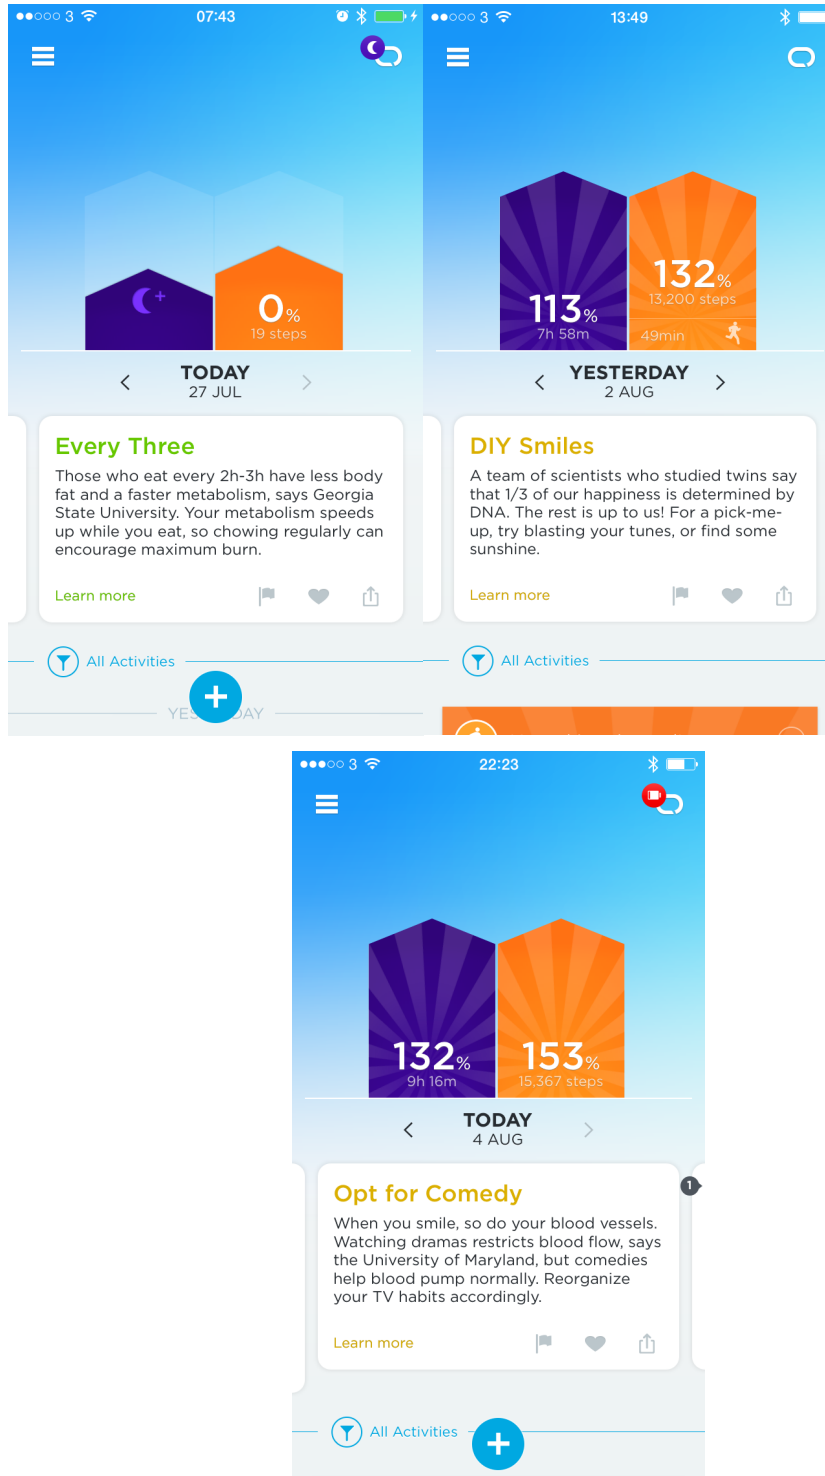 3 07:43
0%
19 steps
TODAY
27 JUL
Every Three
Those who eat every 2h-3h have less body
fat and a faster metabolism, says Georgia
State University. Your metabolism speeds
up while you eat, so chowing regularly can
encourage maximum burn.
Learn more
All Activities
+
YESTERDAY
3 13:49
113%
7h 58m
132%
13,200 steps
49min
YESTERDAY
2 AUG
DIY Smiles
A team of scientists who studied twins say
that 1/3 of our happiness is determined by
DNA. The rest is up to us! For a pick-me-
up, try blasting your tunes, or find some
sunshine.
Learn more
All Activities
3 22:23
132%
9h 16m
153%
15,367 steps
TODAY
4 AUG
1
Opt for Comedy
When you smile, so do your blood vessels.
Watching dramas restricts blood flow, says
the University of Maryland, but comedies
help blood pump normally. Reorganize
your TV habits accordingly.
Learn more
All Activities
+